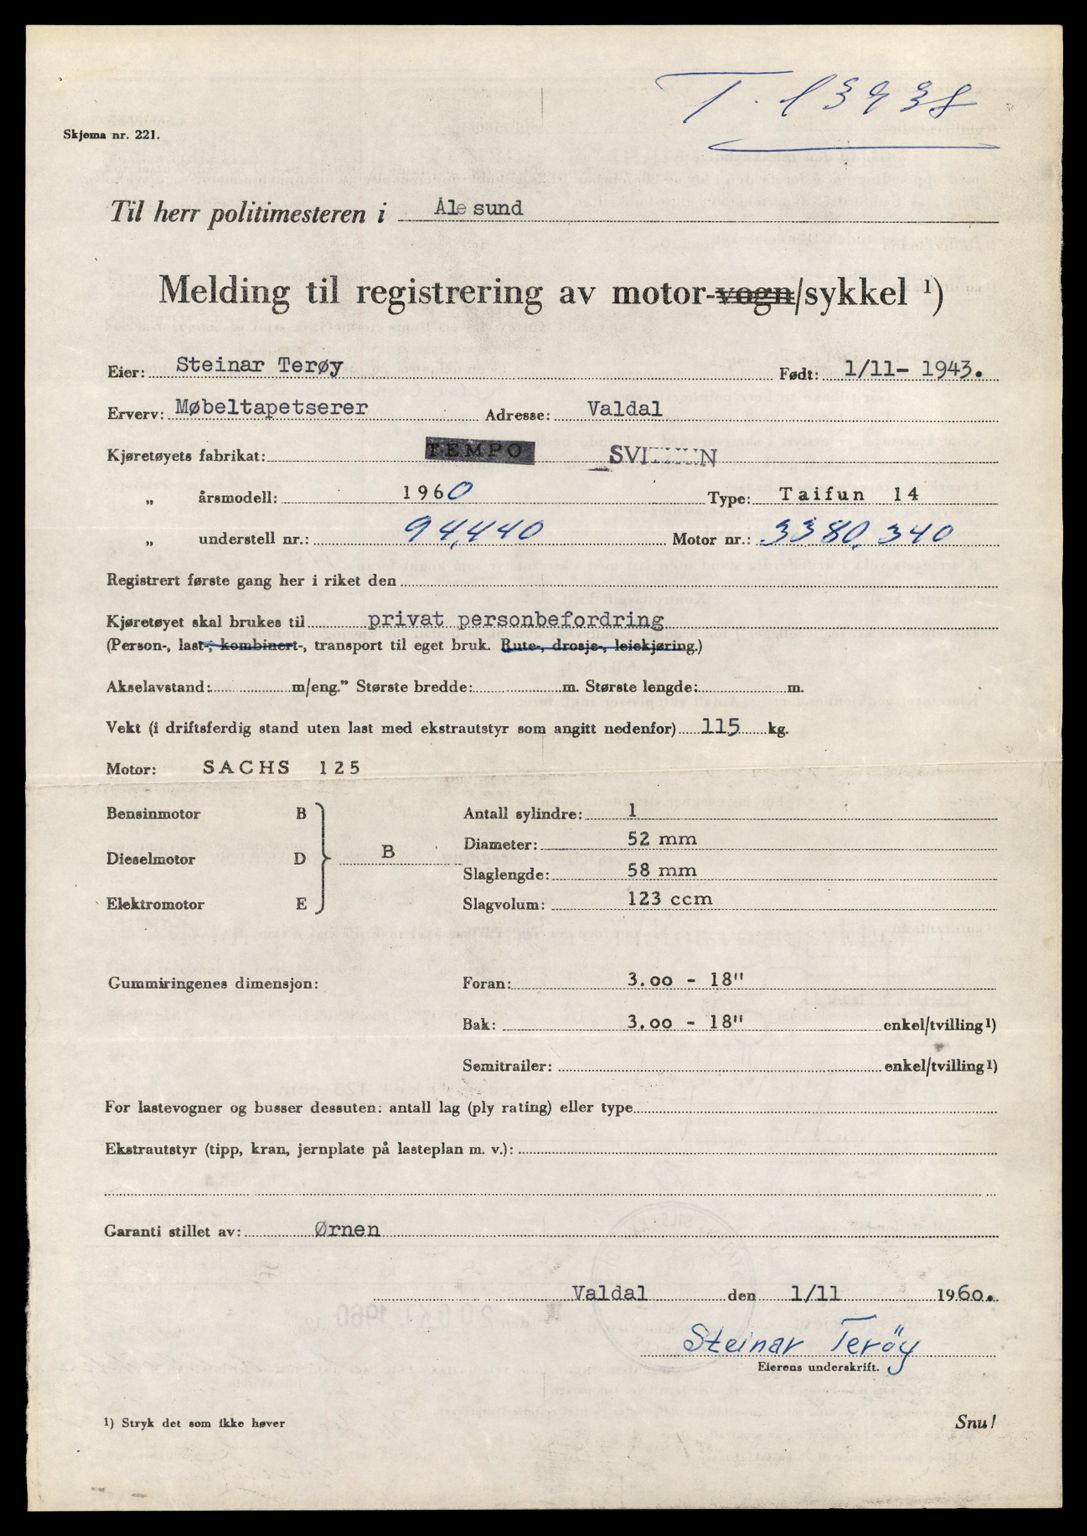 T. 13938
Skjema nr. 221.
Til herr politimesteren i Ålesund
Melding til registrering av motor-vogn/sykkel ¹)
Eier: Steinar Terøy Født: 1/11- 1943.
Erverv: Møbeltapetserer Adresse: Valdal
Kjøretøyets fabrikat: TEMPO
„ årsmodell: 1960 Type: Taifun 14
„ understell nr.: 94.440 Motor nr.: 3380.340
Registrert første gang her i riket den
Kjøretøyet skal brukes til privat personbefordring
(Person-, last-, kombinert-, transport til eget bruk. Rute-, drosje-, leiekjøring.)
Akselavstand: m/eng." Største bredde: m. Største lengde: m.
Vekt (i driftsferdig stand uten last med ekstrautstyr som angitt nedenfor) 115 kg.
Motor: SACHS 125
Bensinmotor B Antall sylindre: 1
Diameter: 52 mm
Dieselmotor D B
Slaglengde: 58 mm
Elektromotor E Slagvolum: 123 ccm
Gummiringenes dimensjon: Foran: 3.oo - 18"
Bak: 3.oo - 18" enkel/tvilling ¹)
Semitrailer: enkel/tvilling ¹)
For lastevogner og busser dessuten: antall lag (ply rating) eller type
Ekstrautstyr (tipp, kran, jernplate på lasteplan m. v.):
Garanti stillet av: Ørnen
Valdal den 1/11 1960.
Steinar Teröy
Eierens underskrift.
¹) Stryk det som ikke høver Snu!